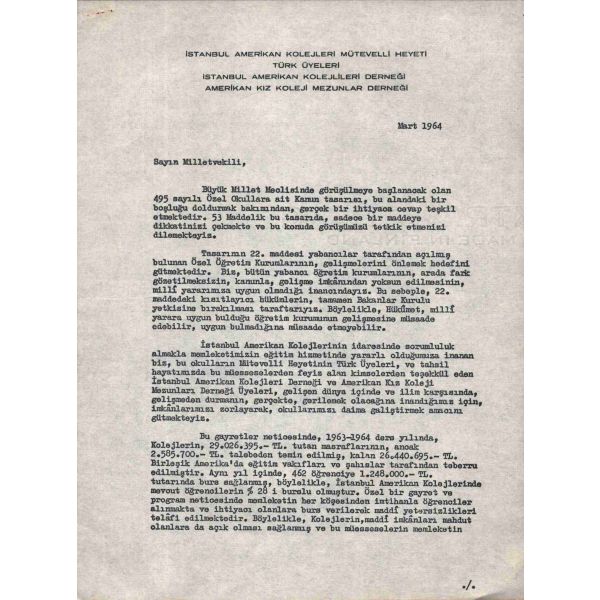 İSTANBUL AMERİKAN KOLEJLERİ MÜTEVELLİ HEYETİ
TÜRK ÜYELERİ
İSTANBUL AMERİKAN KOLEJLİLERİ DERNEĞİ
AMERİKAN KIZ KOLEJİ MEZUNLAR DERNEĞİ
Mart 1964
Sayın Milletvekili,
Büyük Millet Meclisinde görüşülmeye başlanacak olan
495 sayılı Özel Okullara ait Kanun tasarısı, bu alandaki bir
boşluğu doldurmak bakımından, gerçek bir ihtiyaca cevap teşkil
etmektedir. 53 Maddelik bu tasarıda, sadece bir maddeye
dikkatinizi çekmekte ve bu konuda görüşümüzü tetkik etmenizi
dilemekteyiz.
Tasarının 22. maddesi yabancılar tarafından açılmış
bulunan Özel Öğretim Kurumlarının, gelişmelerini önlemek hedefini
gütmektedir. Biz, bütün yabancı öğretim kurumlarının, arada fark
gözetilmeksizin, kanunla, gelişme imkânından yoksun edilmesinin,
millî yararımıza uygun olmadığı inancındayız. Bu sebeple, 22.
maddedeki kısıtlayıcı hükümlerin, tamamen Bakanlar Kurulu
yetkisine bırakılması taraftarıyız. Böylelikle, Hükûmet, millî
yarara uygun bulduğu öğretim kurumunun gelişmesine müsaade
edebilir, uygun bulmadığına müsaade etmeyebilir.
İstanbul Amerikan Kolejlerinin idaresinde sorumluluk
almakla memleketimizin eğitim hizmetinde yararlı olduğumuza inanan
biz, bu okulların Mütevelli Heyetinin Türk Üyeleri, ve tahsil
hayatımızda bu müesseselerden feyiz alan kimselerden teşekkül eden
İstanbul Amerikan Kolejleri Derneği ve Amerikan Kız Koleji
Mezunları Derneği Üyeleri, gelişen dünya içinde ve ilim karşısında,
gelişmeden durmanın, gerçekte, gerilemek olacağına inandığımız için,
imkânlarımızı zorlayarak, okullarımızı daima geliştirmek amacını
gütmekteyiz.
Bu gayretler neticesinde, 1963-1964 ders yılında,
Kolejlerin, 29.026.395.- TL. tutan masraflarının, ancak
2.585.700.- TL. talebeden temin edilmiş, kalan 26.440.695.- TL.
Birleşik Amerika'da eğitim vakıfları ve şahıslar tarafından teberru
edilmiştir. Aynı yıl içinde, 462 öğrenciye 1.248.000.- TL.
tutarında burs sağlanmış, böylelikle, İstanbul Amerikan Kolejlerinde
mevcut öğrencilerin % 28 i burslu olmuştur. Özel bir gayret ve
program neticesinde memleketin her köşesinden intihanla öğrenciler
alınmakta ve ihtiyacı olanlara burs verilerek maddî yetersizlikleri
telâfi edilmektedir. Böylelikle, Kolejlerin,maddî imkânları mahdut
olanlara da açık olması sağlanmış ve bu müesseselerin memleketin
./.